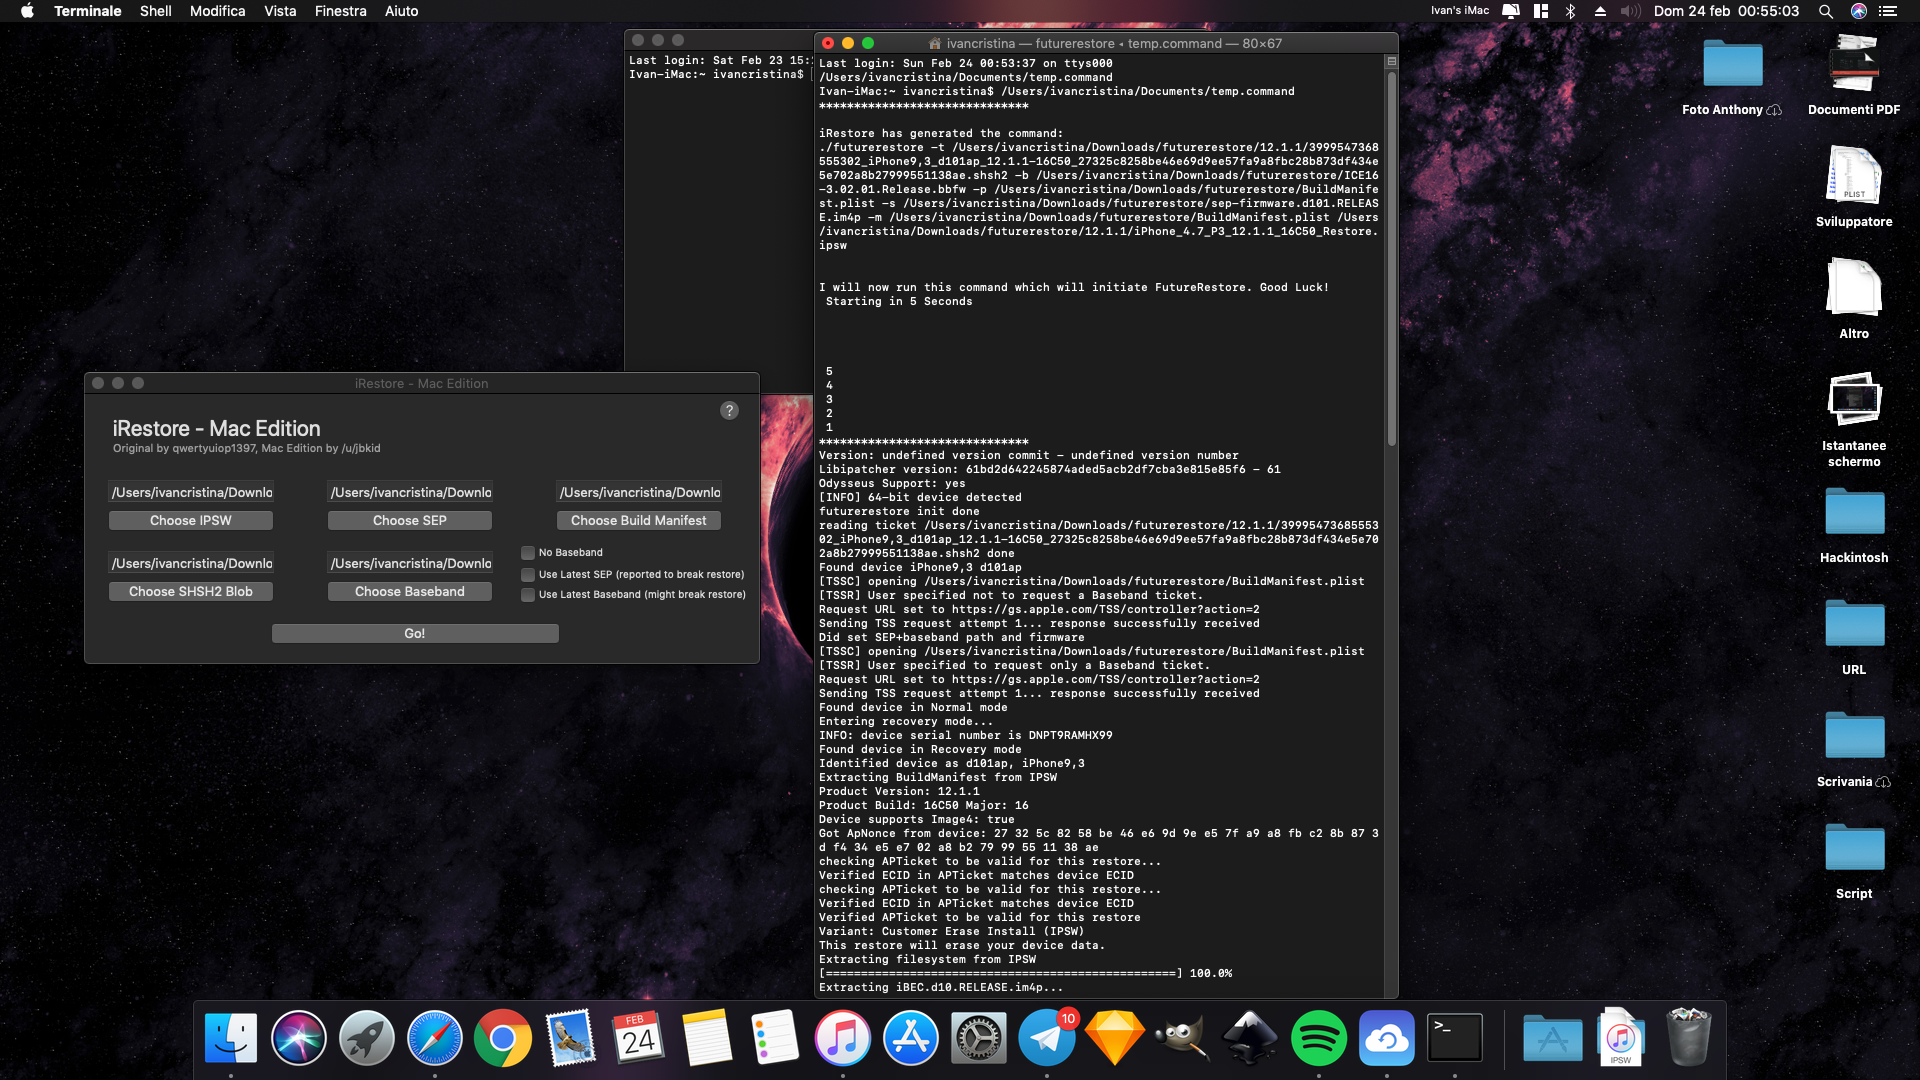 Terminale Shell Modifica Vista Finestra Aiuto
Ivan's iMac
Dom 24 feb 00:55:03
Last login: Sat Feb 23 15:
Ivan-iMac:~ ivancristina$
ivancristina — futurerestore ◂ temp.command — 80×67
Last login: Sun Feb 24 00:53:37 on ttys000
/Users/ivancristina/Documents/temp.command
Ivan-iMac:~ ivancristina$ /Users/ivancristina/Documents/temp.command
******************************
iRestore has generated the command:
./futurerestore -t /Users/ivancristina/Downloads/futurerestore/12.1.1/3999547368
555302_iPhone9,3_d101ap_12.1.1-16C50_27325c8258be46e69d9ee57fa9a8fbc28b873df434e
5e702a8b27999551138ae.shsh2 -b /Users/ivancristina/Downloads/futurerestore/ICE16
-3.02.01.Release.bbfw -p /Users/ivancristina/Downloads/futurerestore/BuildManife
st.plist -s /Users/ivancristina/Downloads/futurerestore/sep-firmware.d101.RELEAS
E.im4p -m /Users/ivancristina/Downloads/futurerestore/BuildManifest.plist /Users
/ivancristina/Downloads/futurerestore/12.1.1/iPhone_4.7_P3_12.1.1_16C50_Restore.
ipsw
I will now run this command which will initiate FutureRestore. Good Luck!
Starting in 5 Seconds
5
4
3
2
1
******************************
Version: undefined version commit - undefined version number
Libipatcher version: 61bd2d642245874aded5acb2df7cba3e815e85f6 - 61
Odysseus Support: yes
[INFO] 64-bit device detected
futurerestore init done
reading ticket /Users/ivancristina/Downloads/futurerestore/12.1.1/39995473685553
02_iPhone9,3_d101ap_12.1.1-16C50_27325c8258be46e69d9ee57fa9a8fbc28b873df434e5e70
2a8b27999551138ae.shsh2 done
Found device iPhone9,3 d101ap
[TSSC] opening /Users/ivancristina/Downloads/futurerestore/BuildManifest.plist
[TSSR] User specified not to request a Baseband ticket.
Request URL set to https://gs.apple.com/TSS/controller?action=2
Sending TSS request attempt 1... response successfully received
Did set SEP+baseband path and firmware
[TSSC] opening /Users/ivancristina/Downloads/futurerestore/BuildManifest.plist
[TSSR] User specified to request only a Baseband ticket.
Request URL set to https://gs.apple.com/TSS/controller?action=2
Sending TSS request attempt 1... response successfully received
Found device in Normal mode
Entering recovery mode...
INFO: device serial number is DNPT9RAMHX99
Found device in Recovery mode
Identified device as d101ap, iPhone9,3
Extracting BuildManifest from IPSW
Product Version: 12.1.1
Product Build: 16C50 Major: 16
Device supports Image4: true
Got ApNonce from device: 27 32 5c 82 58 be 46 e6 9d 9e e5 7f a9 a8 fb c2 8b 87 3
d f4 34 e5 e7 02 a8 b2 79 99 55 11 38 ae
checking APTicket to be valid for this restore...
Verified ECID in APTicket matches device ECID
checking APTicket to be valid for this restore...
Verified ECID in APTicket matches device ECID
Verified APTicket to be valid for this restore
Variant: Customer Erase Install (IPSW)
This restore will erase your device data.
Extracting filesystem from IPSW
[==================================================] 100.0%
Extracting iBEC.d10.RELEASE.im4p...
iRestore - Mac Edition
?
iRestore - Mac Edition
Original by qwertyuiop1397, Mac Edition by /u/jbkid
/Users/ivancristina/Downlo
/Users/ivancristina/Downlo
/Users/ivancristina/Downlo
Choose IPSW
Choose SEP
Choose Build Manifest
/Users/ivancristina/Downlo
/Users/ivancristina/Downlo
Choose SHSH2 Blob
Choose Baseband
No Baseband
Use Latest SEP (reported to break restore)
Use Latest Baseband (might break restore)
Go!
Foto Anthony
Documenti PDF
PLIST
Sviluppatore
Altro
Istantanee
schermo
Hackintosh
URL
Scrivania
Script
FEB
24
10
>_
IPSW